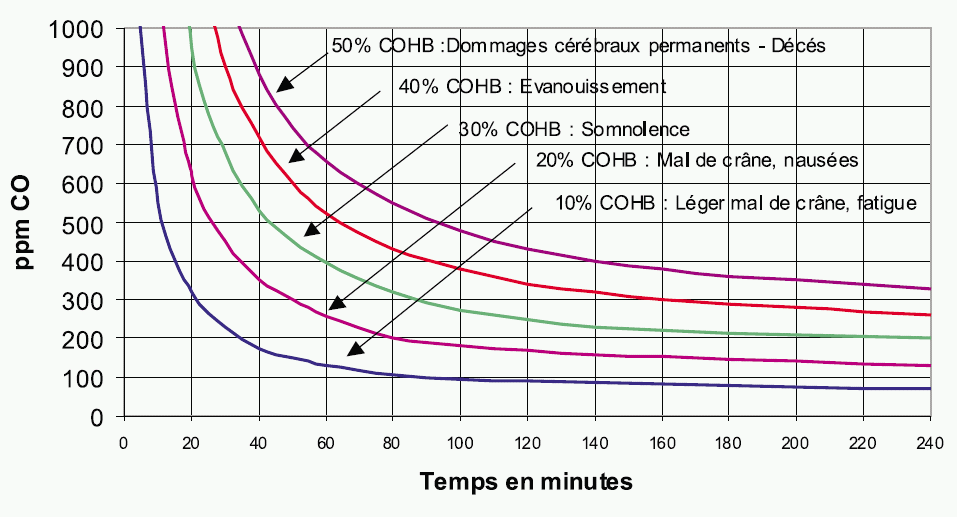 1000
900
800
700
600
500
400
300
200
100
0
ppm CO
50% COHB :Dommages cérébraux permanents - Décés
40% COHB : Evanouissement
30% COHB : Somnolence
20% COHB : Mal de crâne, nausées
10% COHB : Léger mal de crâne, fatigue
0 20 40 60 80 100 120 140 160 180 200 220 240
Temps en minutes